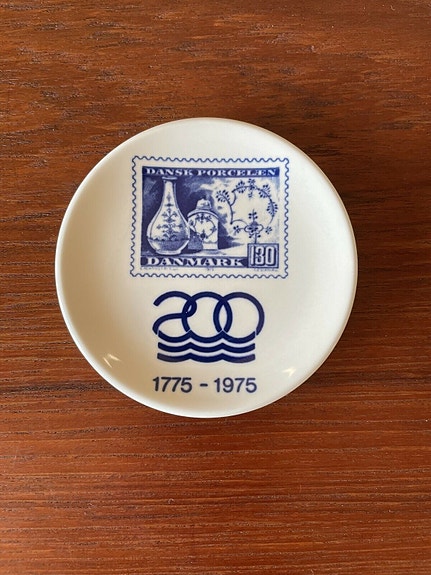 DANSK PORCELÆN
DANMARK 130
200
1775 - 1975